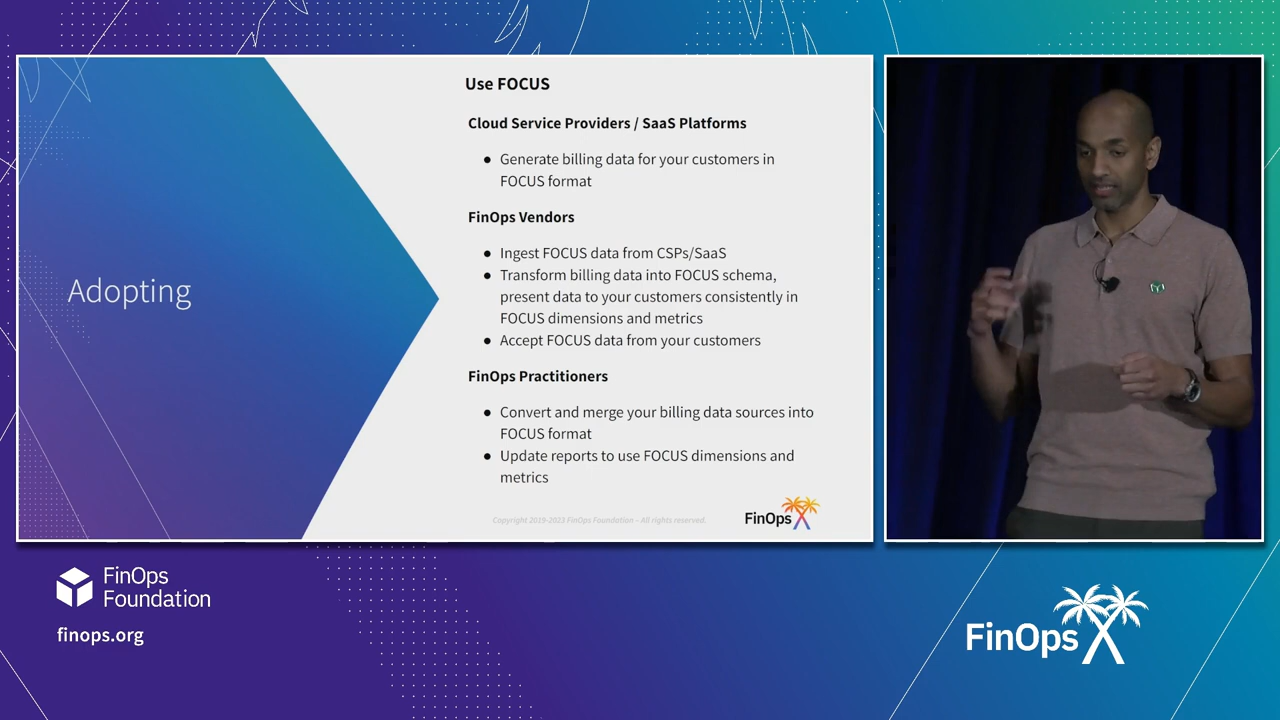 Use FOCUS
Cloud Service Providers / SaaS Platforms
● Generate billing data for your customers in
FOCUS format
FinOps Vendors
● Ingest FOCUS data from CSPs/SaaS
● Transform billing data into FOCUS schema,
present data to your customers consistently in
FOCUS dimensions and metrics
● Accept FOCUS data from your customers
FinOps Practitioners
● Convert and merge your billing data sources into
FOCUS format
● Update reports to use FOCUS dimensions and
metrics
Adopting
Copyright 2019-2023 FinOps Foundation – All rights reserved.
FinOps X
FinOps
Foundation
finops.org
FinOps X